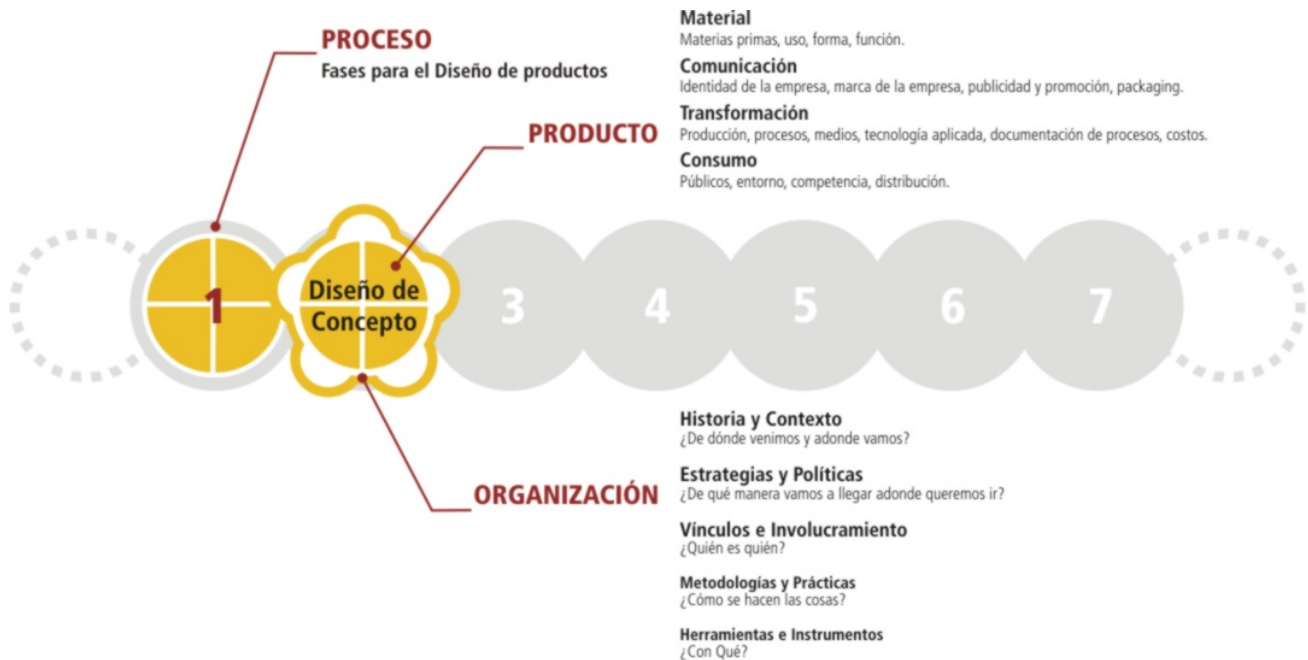 PROCESO
Fases para el Diseño de productos
PRODUCTO
Material
Materias primas, uso, forma, función.
Comunicación
Identidad de la empresa, marca de la empresa, publicidad y promoción, packaging.
Transformación
Producción, procesos, medios, tecnología aplicada, documentación de procesos, costos.
Consumo
Públicos, entorno, competencia, distribución.
1
Diseño de
Concepto
3
4
5
6
7
ORGANIZACIÓN
Historia y Contexto
¿De dónde venimos y adonde vamos?
Estrategias y Políticas
¿De qué manera vamos a llegar adonde queremos ir?
Vínculos e Involucramiento
¿Quién es quién?
Metodologías y Prácticas
¿Cómo se hacen las cosas?
Herramientas e Instrumentos
¿Con Qué?